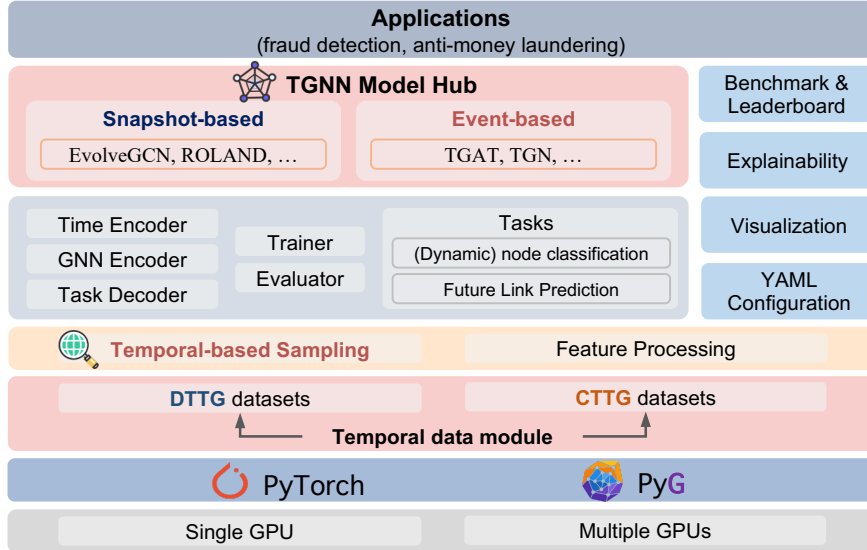 Applications
(fraud detection, anti-money laundering)
TGNN Model Hub
Snapshot-based
EvolveGCN, ROLAND, …
Event-based
TGAT, TGN, …
Benchmark &
Leaderboard
Explainability
Visualization
YAML
Configuration
Time Encoder
GNN Encoder
Task Decoder
Trainer
Evaluator
Tasks
(Dynamic) node classification
Future Link Prediction
Temporal-based Sampling
Feature Processing
DTTG datasets
CTTG datasets
Temporal data module
PyTorch
PyG
Single GPU
Multiple GPUs